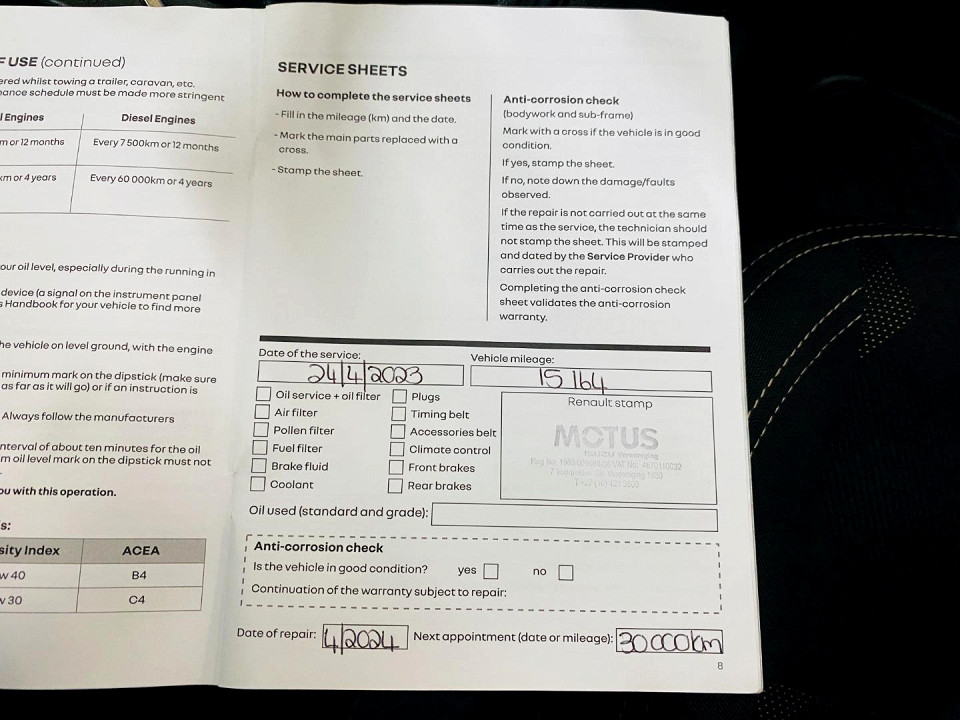 F USE (continued)
ered whilst towing a trailer, caravan, etc.
nance schedule must be made more stringent
l Engines
Diesel Engines
m or 12 months
Every 7 500km or 12 months
km or 4 years
Every 60 000km or 4 years
our oil level, especially during the running in
device (a signal on the instrument panel
s Handbook for your vehicle to find more
he vehicle on level ground, with the engine
minimum mark on the dipstick (make sure
as far as it will go) or if an instruction is
Always follow the manufacturers
nterval of about ten minutes for the oil
m oil level mark on the dipstick must not
ou with this operation.
s:
sity Index
ACEA
w 40
B4
w 30
C4
SERVICE SHEETS
How to complete the service sheets
- Fill in the mileage (km) and the date.
- Mark the main parts replaced with a
cross.
- Stamp the sheet.
Anti-corrosion check
(bodywork and sub-frame)
Mark with a cross if the vehicle is in good
condition.
If yes, stamp the sheet.
If no, note down the damage/faults
observed.
If the repair is not carried out at the same
time as the service, the technician should
not stamp the sheet. This will be stamped
and dated by the Service Provider who
carries out the repair.
Completing the anti-corrosion check
sheet validates the anti-corrosion
warranty.
Date of the service:
24|4|2023
Vehicle mileage:
15 164
Oil service + oil filter
Air filter
Pollen filter
Fuel filter
Brake fluid
Coolant
Plugs
Timing belt
Accessories belt
Climate control
Front brakes
Rear brakes
Renault stamp
MOTUS
Vereeniging
Oil used (standard and grade):
Anti-corrosion check
Is the vehicle in good condition? yes no
Continuation of the warranty subject to repair:
Date of repair: 4|2024 Next appointment (date or mileage): 30 000km
8